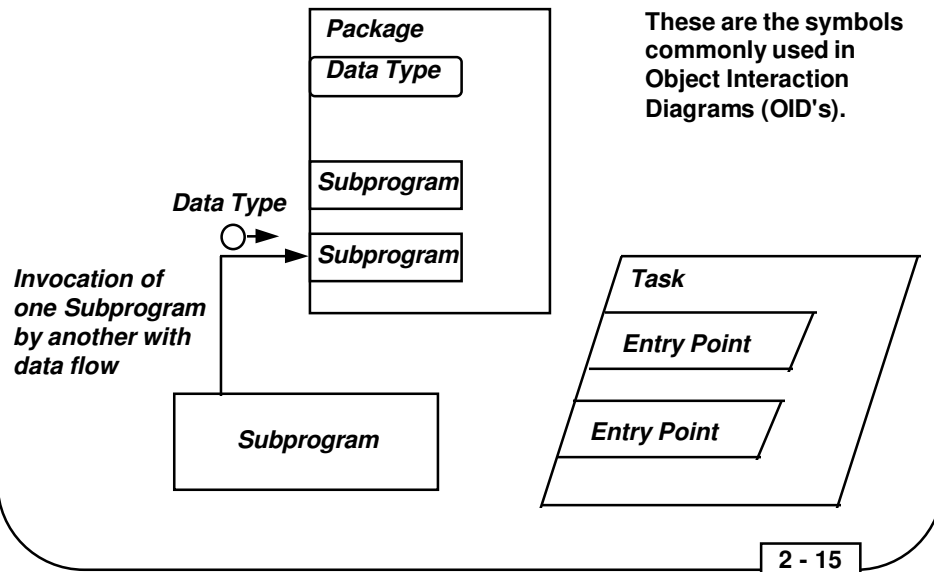 Package
Data Type
Subprogram
Subprogram
These are the symbols
commonly used in
Object Interaction
Diagrams (OID's).
Data Type
Invocation of
one Subprogram
by another with
data flow
Subprogram
Task
Entry Point
Entry Point
2 - 15